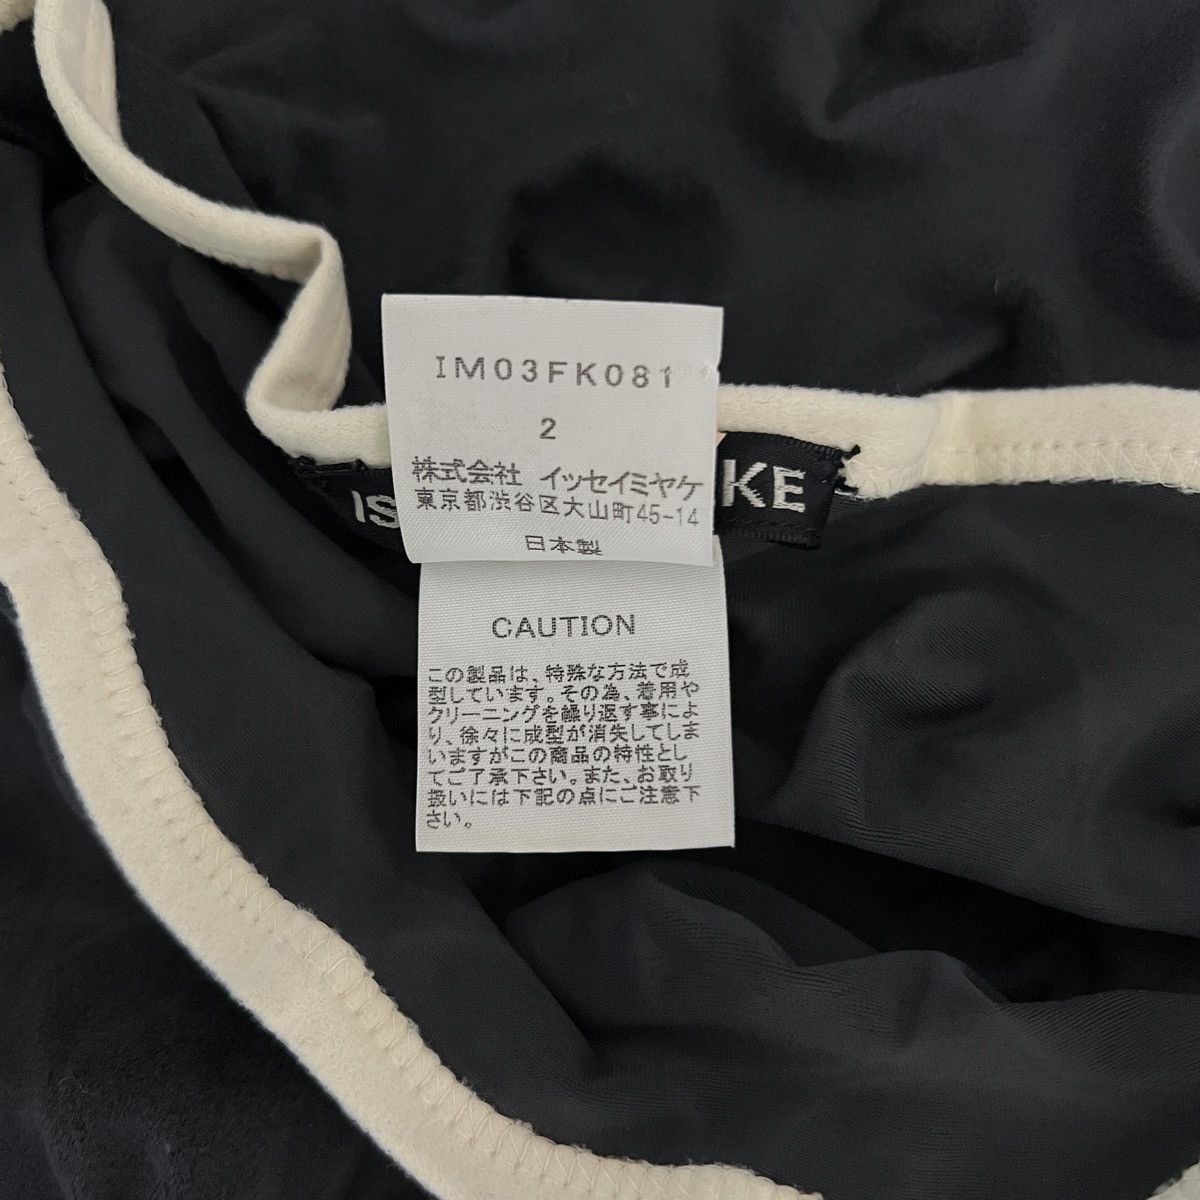 IM03FK081
2
株式会社 イッセイミヤケ
東京都渋谷区大山町45-14
日本製
IS
KE
CAUTION
この製品は、特殊な方法で成
型しています。その為、着用や
クリーニングを繰り返す事によ
り、徐々に成型が消失してしま
いますがこの商品の特性とし
てご了承下さい。また、お取り
扱いには下記の点にご注意下
さい。